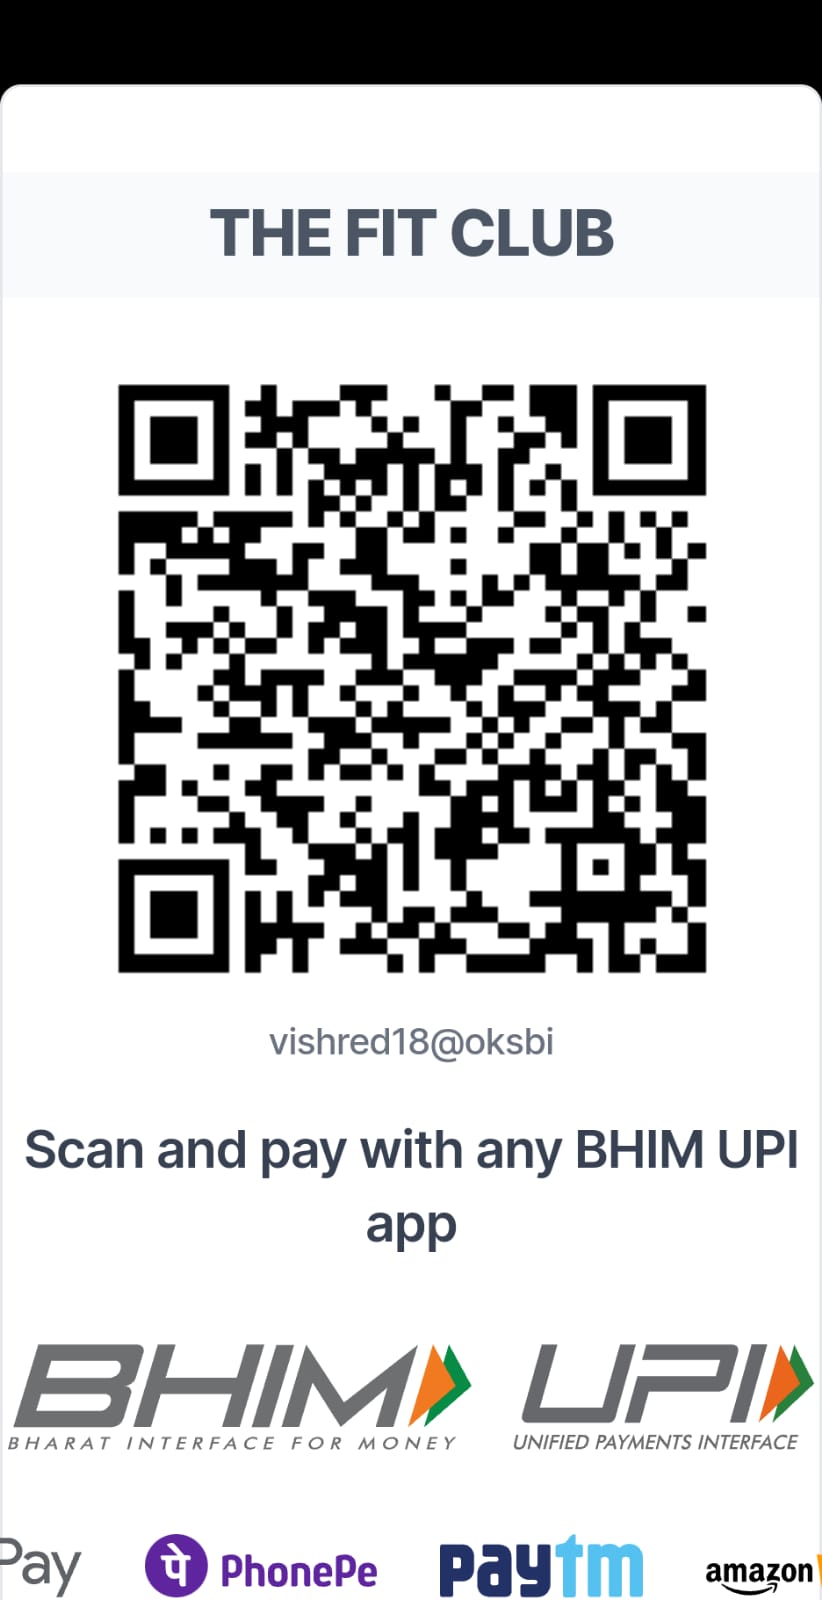 THE FIT CLUB
vishred18@oksbi
Scan and pay with any BHIM UPI
app
BHIM UPI
BHARAT INTERFACE FOR MONEY UNIFIED PAYMENTS INTERFACE
Pay पे PhonePe paytm amazon